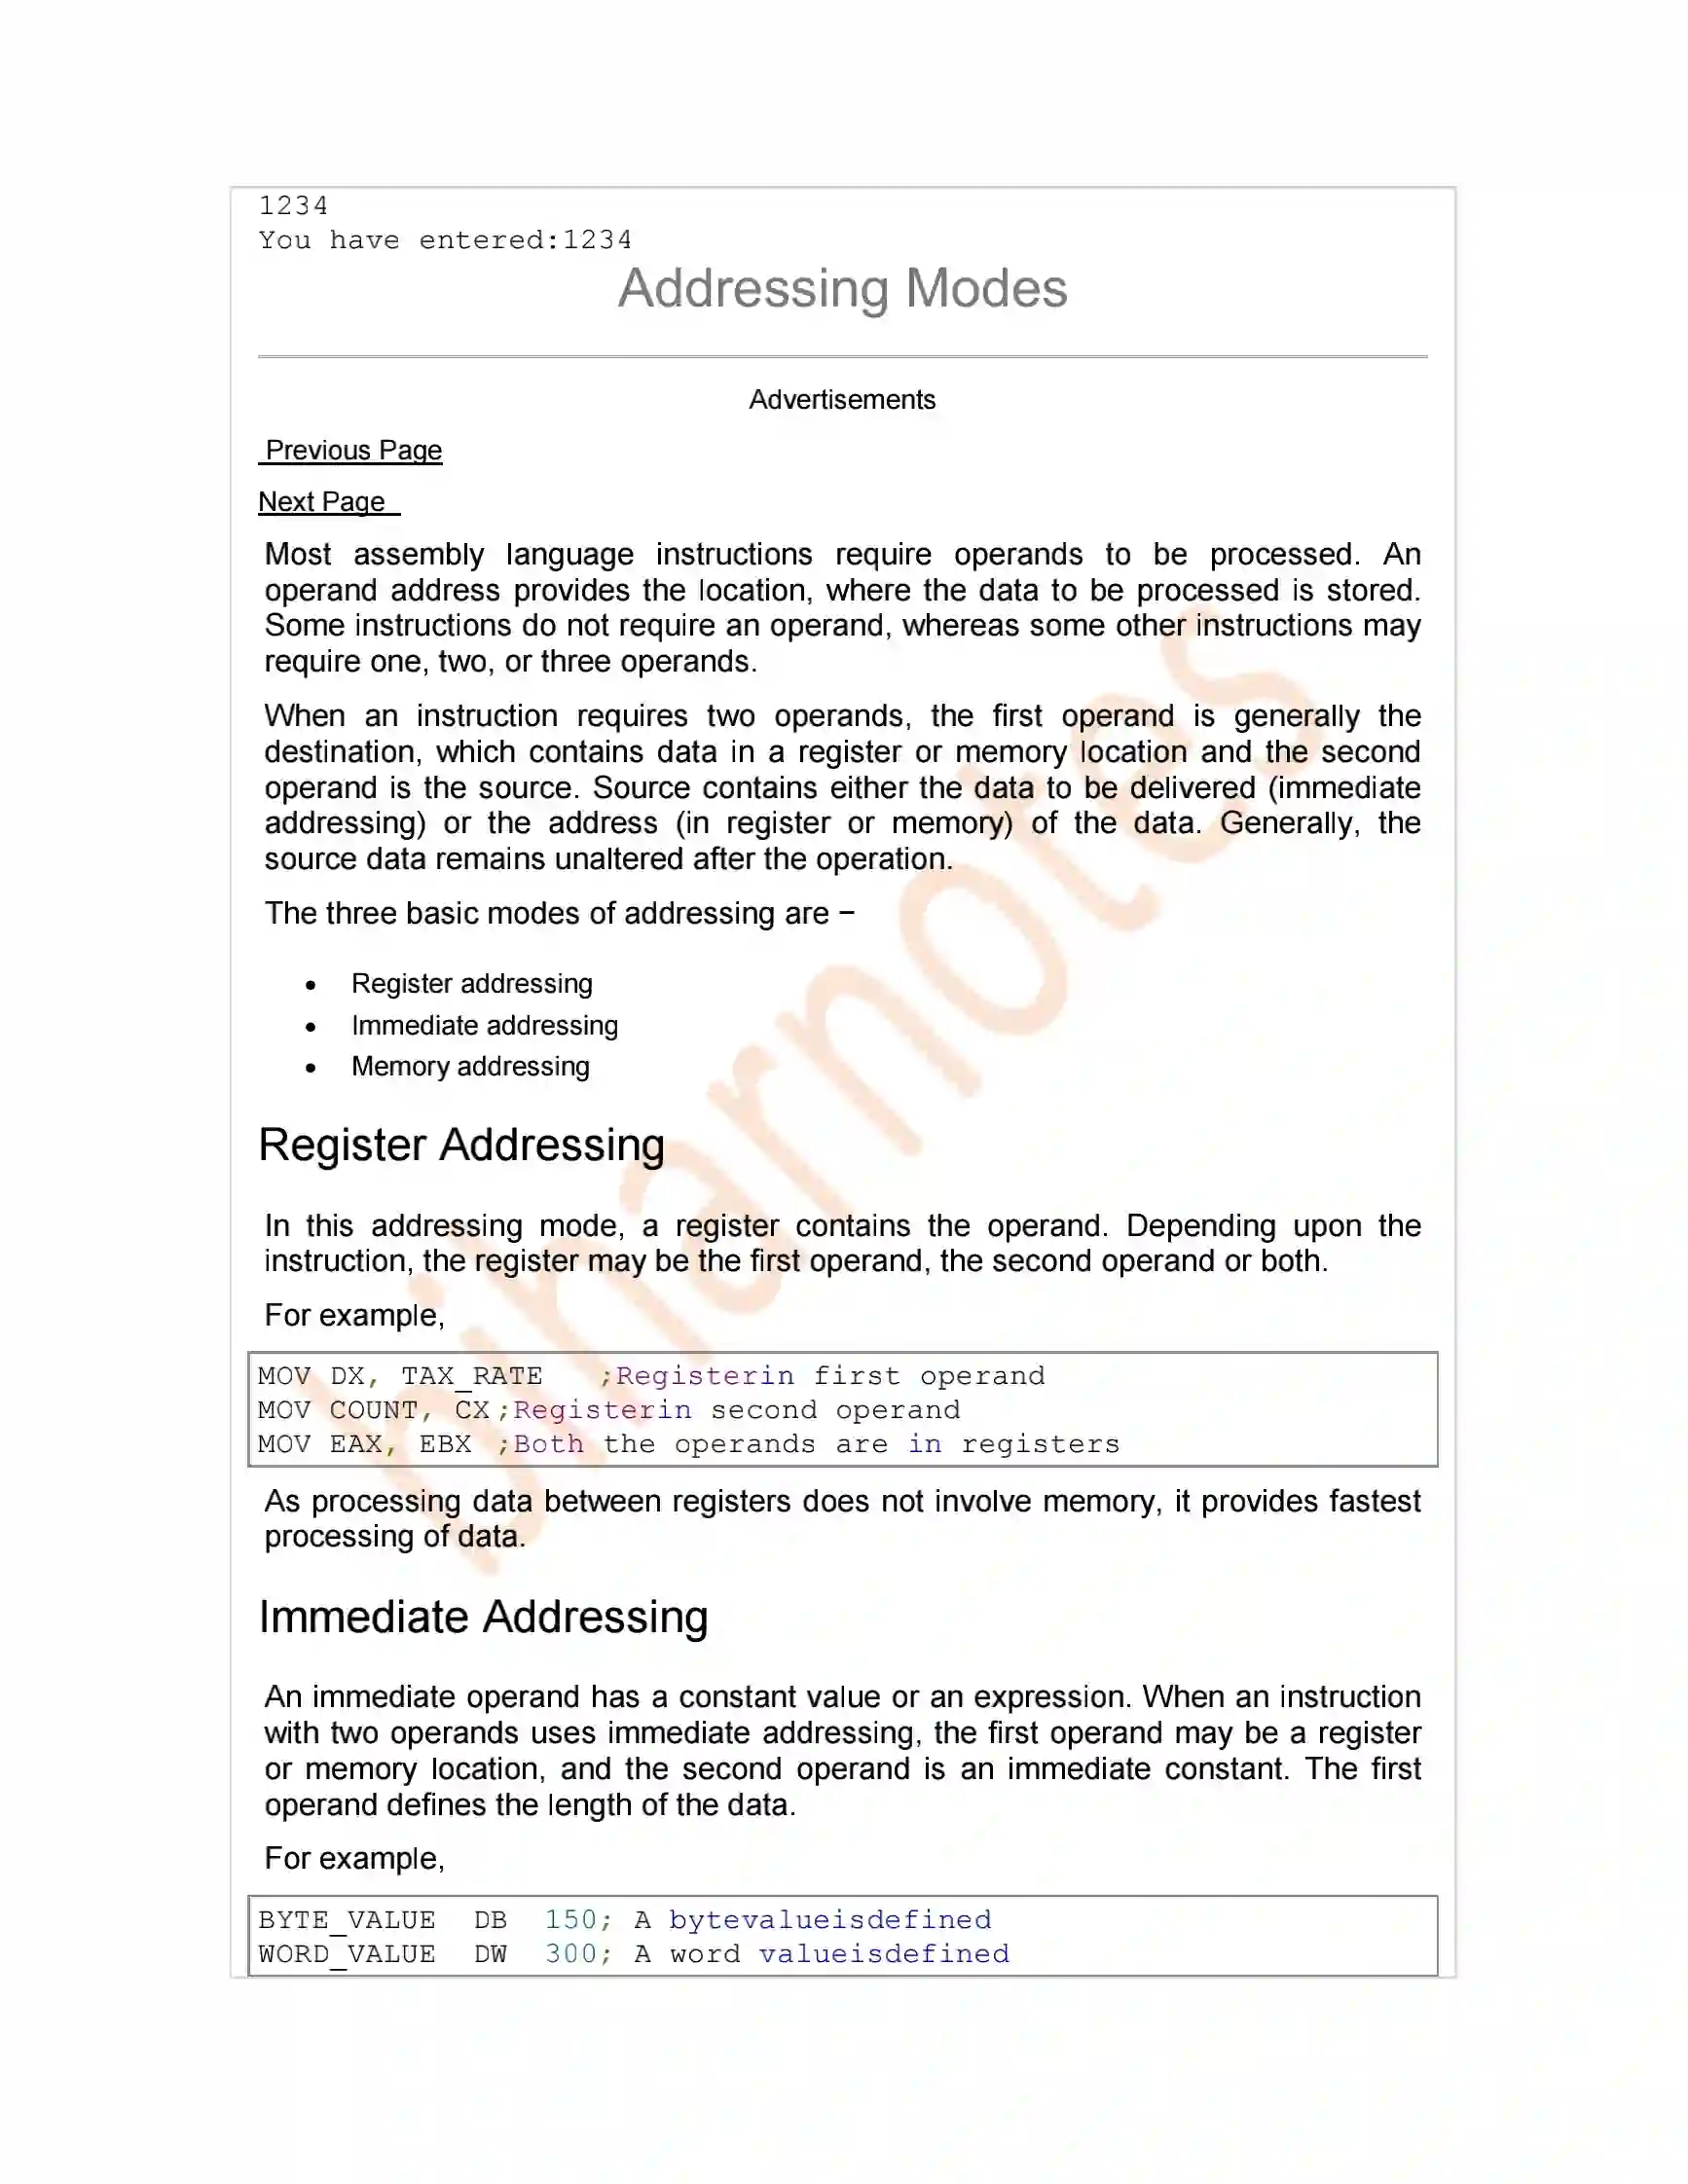 1234
You have entered:1234
Addressing Modes
Advertisements
Previous Page
Next Page
Most assembly language instructions require operands to be processed. An
operand address provides the location, where the data to be processed is stored.
Some instructions do not require an operand, whereas some other instructions may
require one, two, or three operands.
When an instruction requires two operands, the first operand is generally the
destination, which contains data in a register or memory location and the second
operand is the source. Source contains either the data to be delivered (immediate
addressing) or the address (in register or memory) of the data. Generally, the
source data remains unaltered after the operation.
The three basic modes of addressing are −
• Register addressing
• Immediate addressing
• Memory addressing
Register Addressing
In this addressing mode, a register contains the operand. Depending upon the
instruction, the register may be the first operand, the second operand or both.
For example,
MOV DX, TAX_RATE ;Registerin first operand
MOV COUNT, CX ;Registerin second operand
MOV EAX, EBX ;Both the operands are in registers
As processing data between registers does not involve memory, it provides fastest
processing of data.
Immediate Addressing
An immediate operand has a constant value or an expression. When an instruction
with two operands uses immediate addressing, the first operand may be a register
or memory location, and the second operand is an immediate constant. The first
operand defines the length of the data.
For example,
BYTE_VALUE DB 150; A bytevalueisdefined
WORD_VALUE DW 300; A word valueisdefined
biharnotes